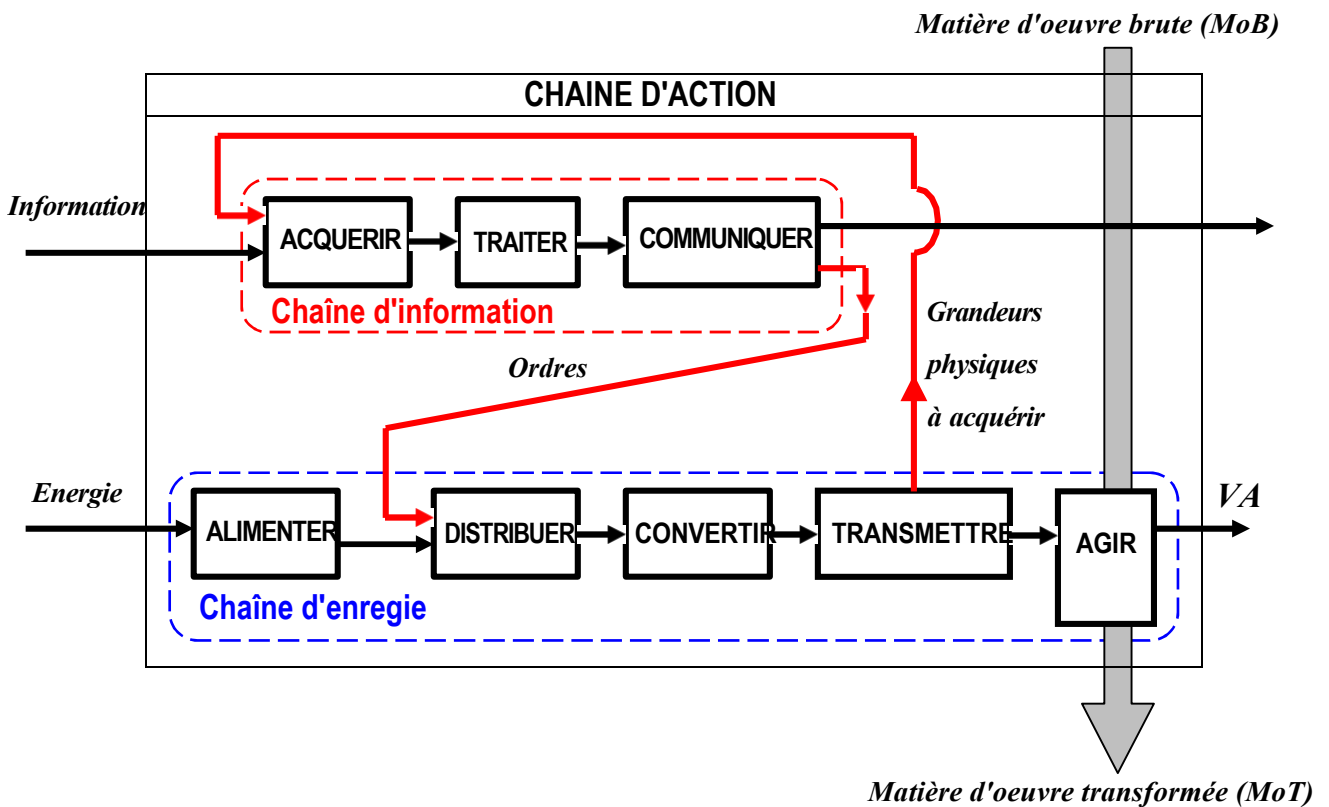 Matière d'oeuvre brute (MoB)
CHAINE D'ACTION
Information
ACQUERIR
TRAITER
COMMUNIQUER
Chaîne d'information
Grandeurs
physiques
à acquérir
Ordres
Energie
ALIMENTER
DISTRIBUER
CONVERTIR
TRANSMETTRE
AGIR
VA
Chaîne d'enregie
Matière d'oeuvre transformée (MoT)